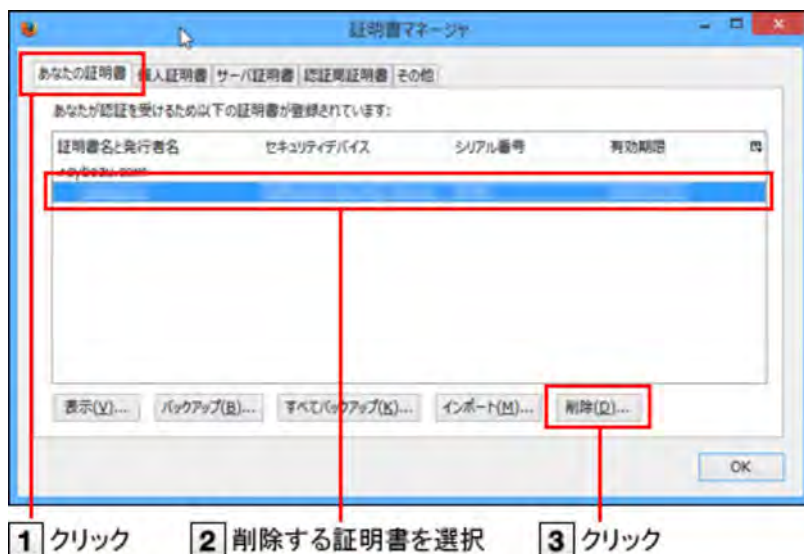 証明書マネージャ
あなたの証明書 個人証明書 サーバ証明書 認証局証明書 その他
あなたが認証を受けるため以下の証明書が登録されています:
証明書名と発行者名 セキュリティデバイス シリアル番号 有効期限
表示(V)... バックアップ(B)... すべてバックアップ(K)... インポート(M)... 削除(D)...
OK
1 クリック 2 削除する証明書を選択 3 クリック